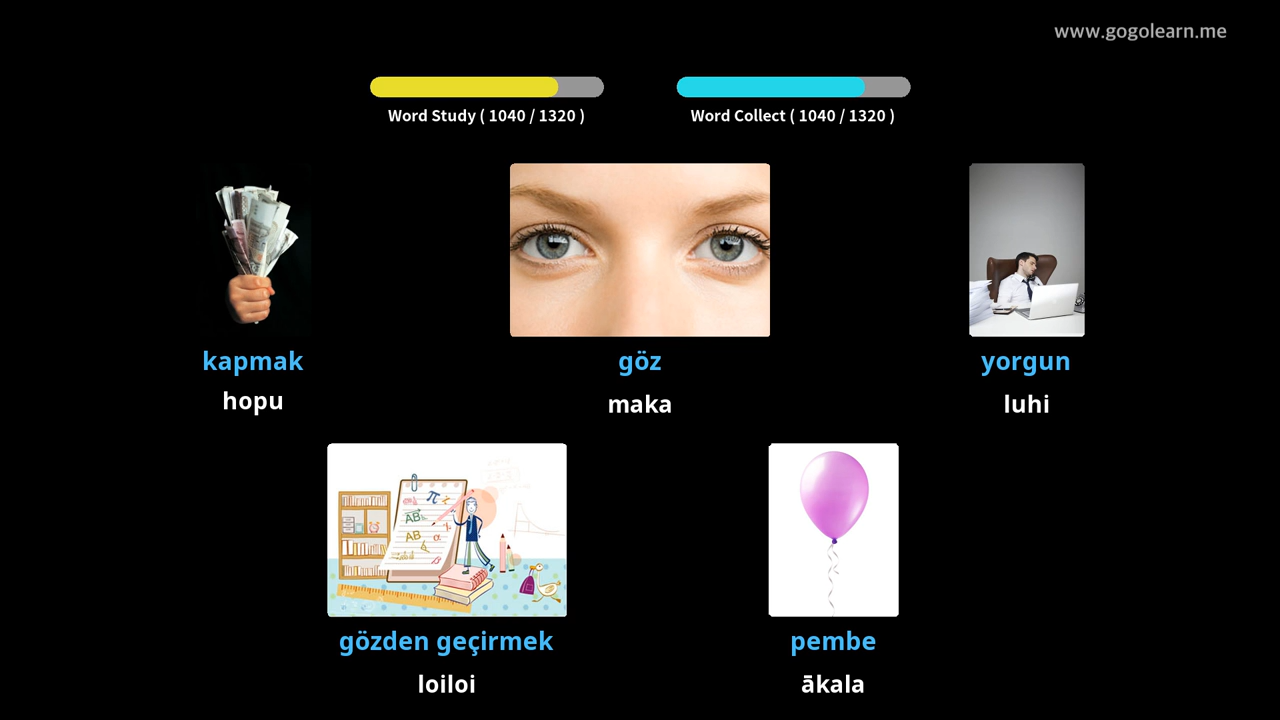 www.gogolearn.me
Word Study ( 1040 / 1320 )
Word Collect ( 1040 / 1320 )
kapmak
hopu
göz
maka
yorgun
luhi
gözden geçirmek
loiloi
pembe
ākala